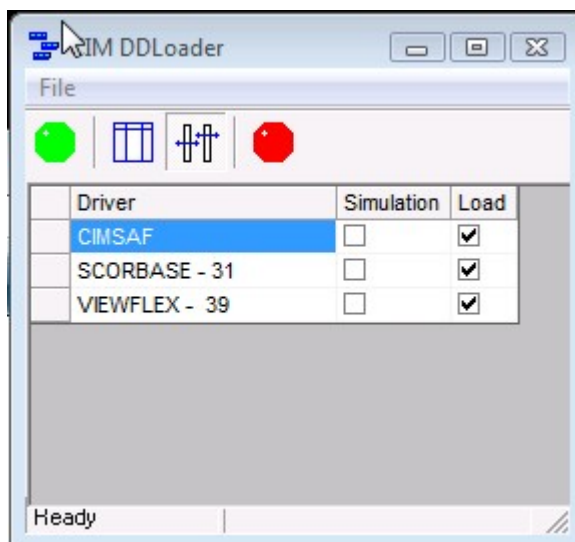 IM DDLoader
File
Driver Simulation Load
CIMSAF
SCORBASE - 31
VIEWFLEX - 39
Ready